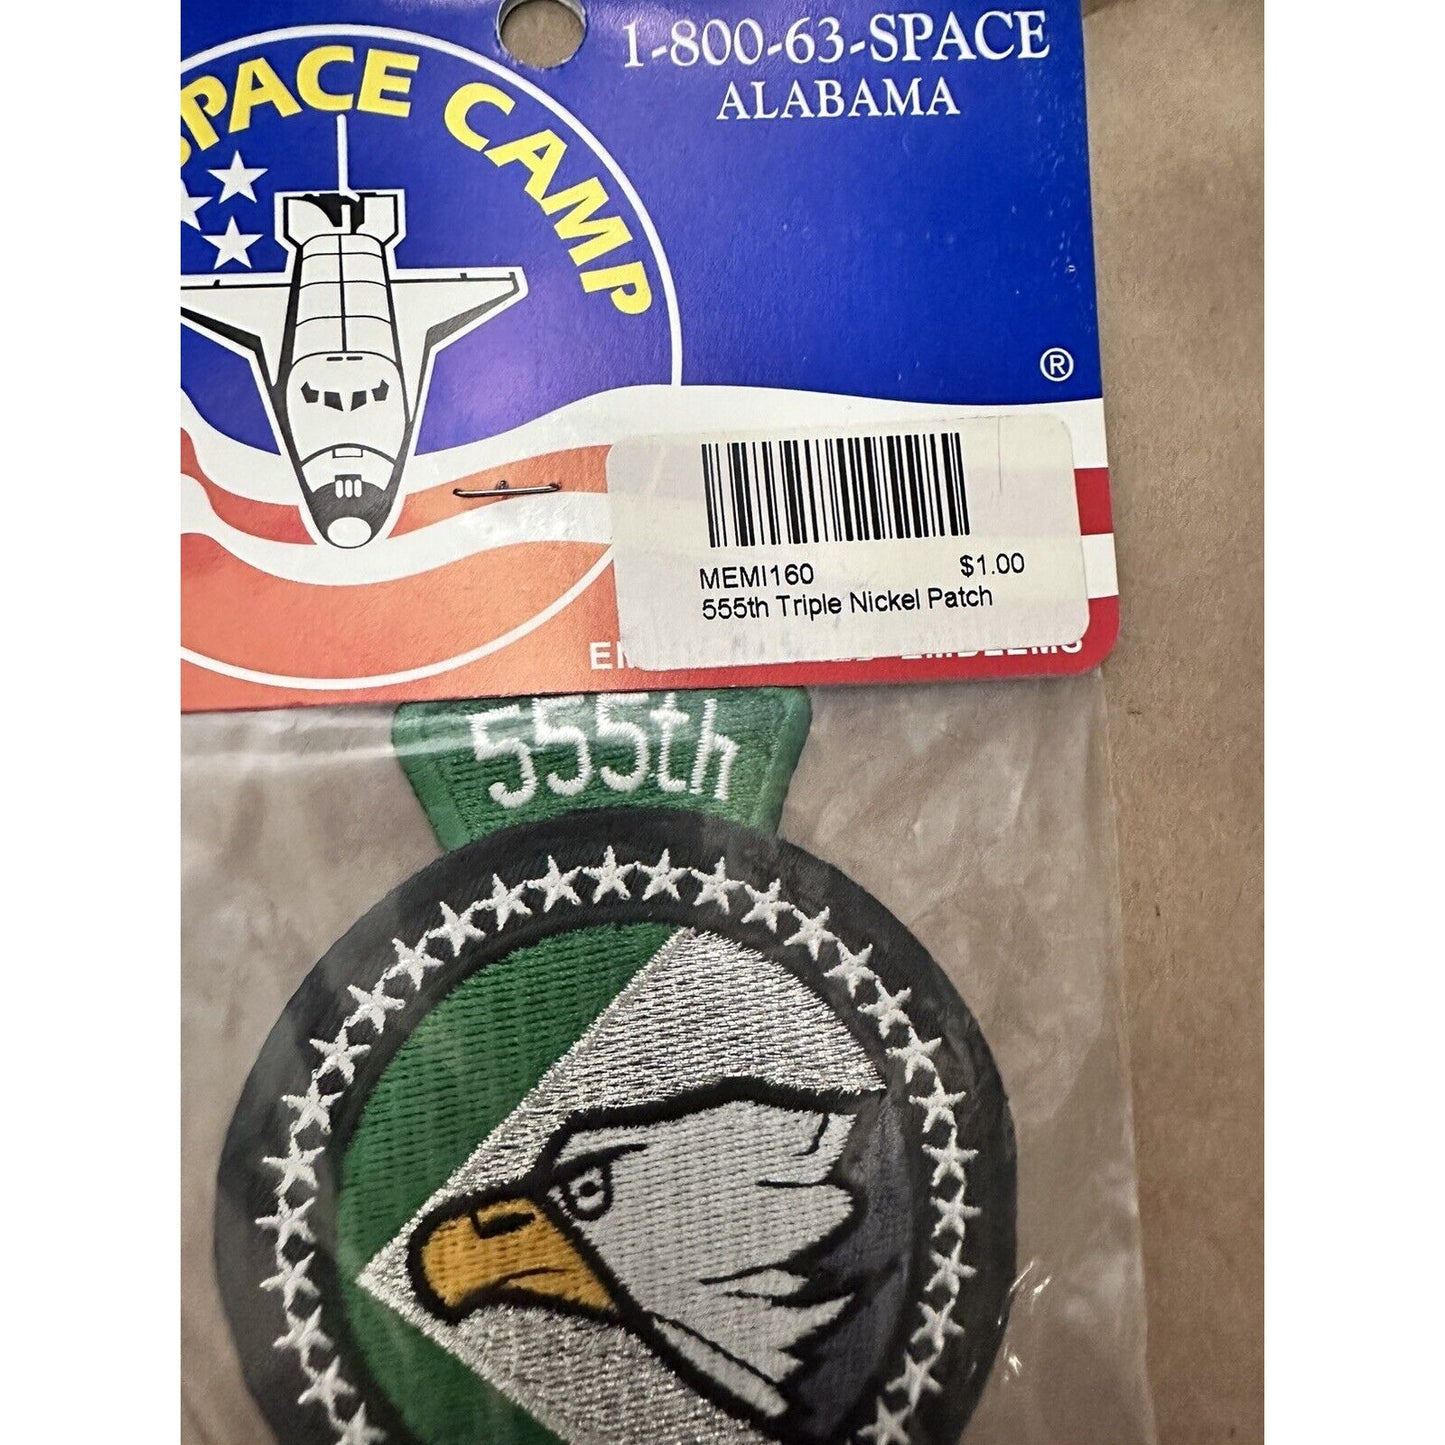 SPACE CAMP
1-800-63-SPACE
ALABAMA
®
MEMI160 $1.00
555th Triple Nickel Patch
555th